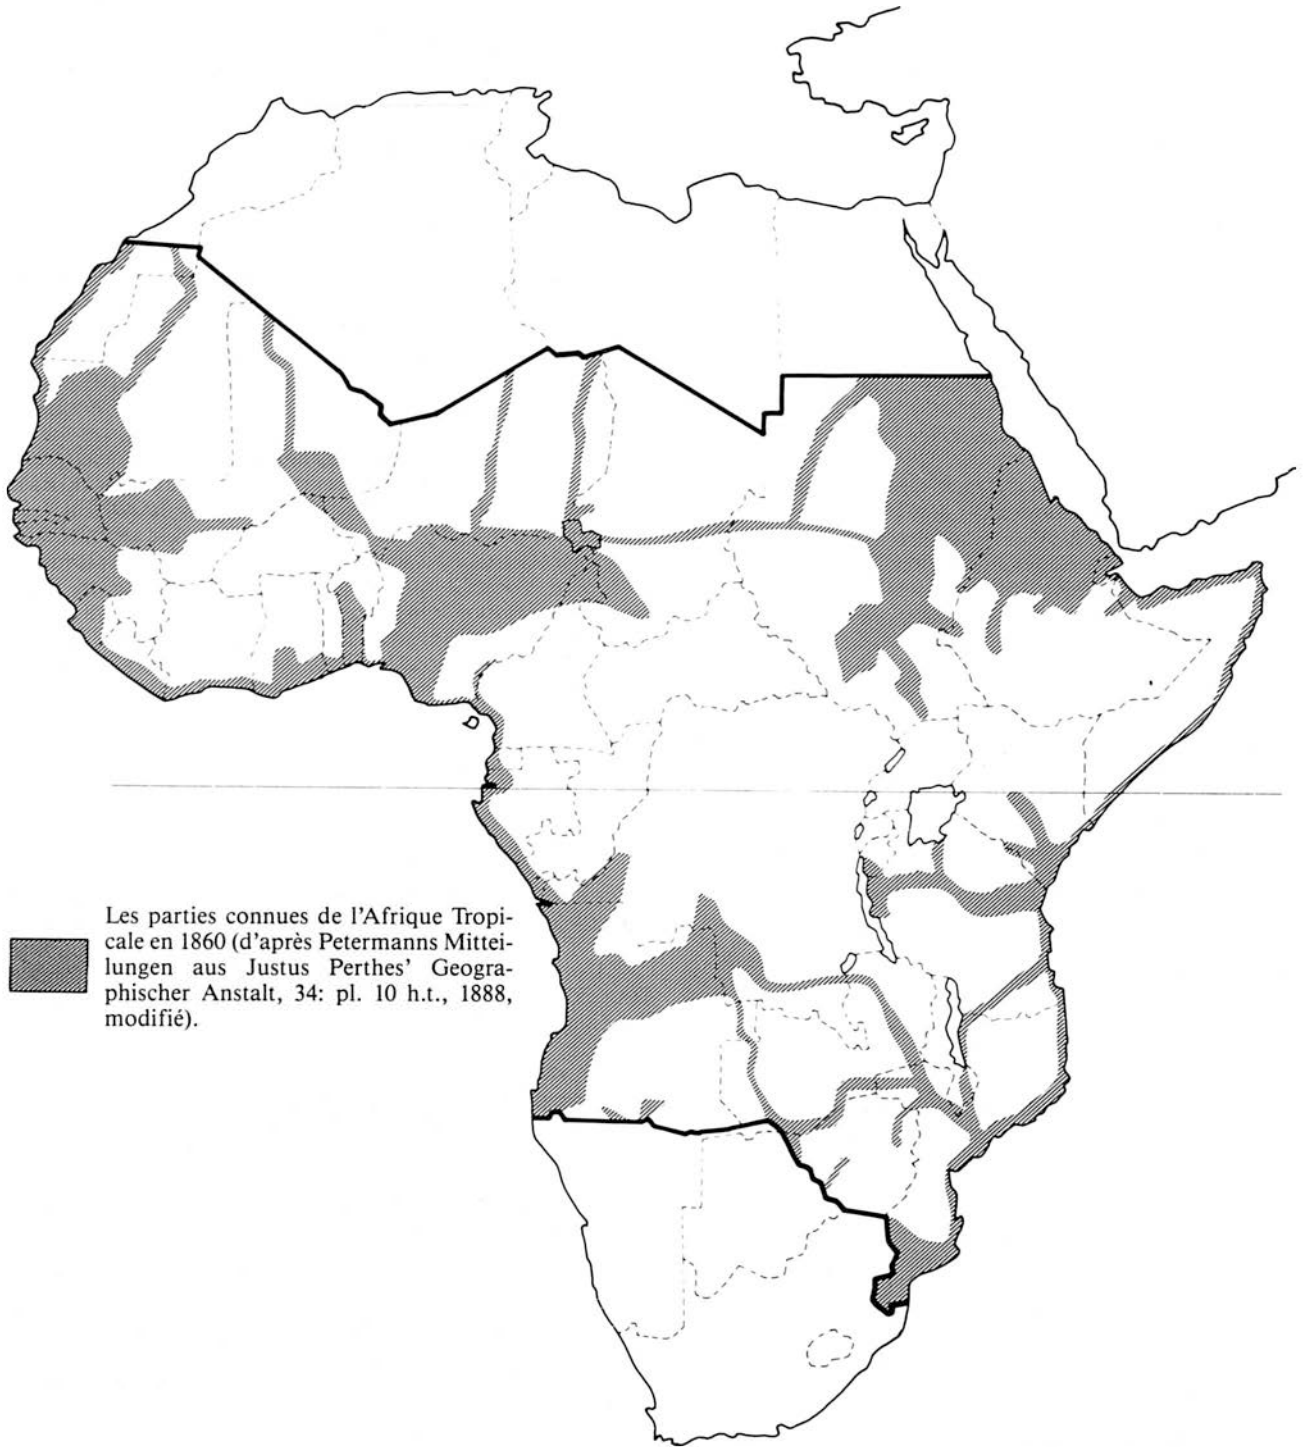 Les parties connues de l'Afrique Tropi-
cale en 1860 (d'après Petermanns Mittei-
lungen aus Justus Perthes' Geogra-
phischer Anstalt, 34: pl. 10 h.t., 1888,
modifié).